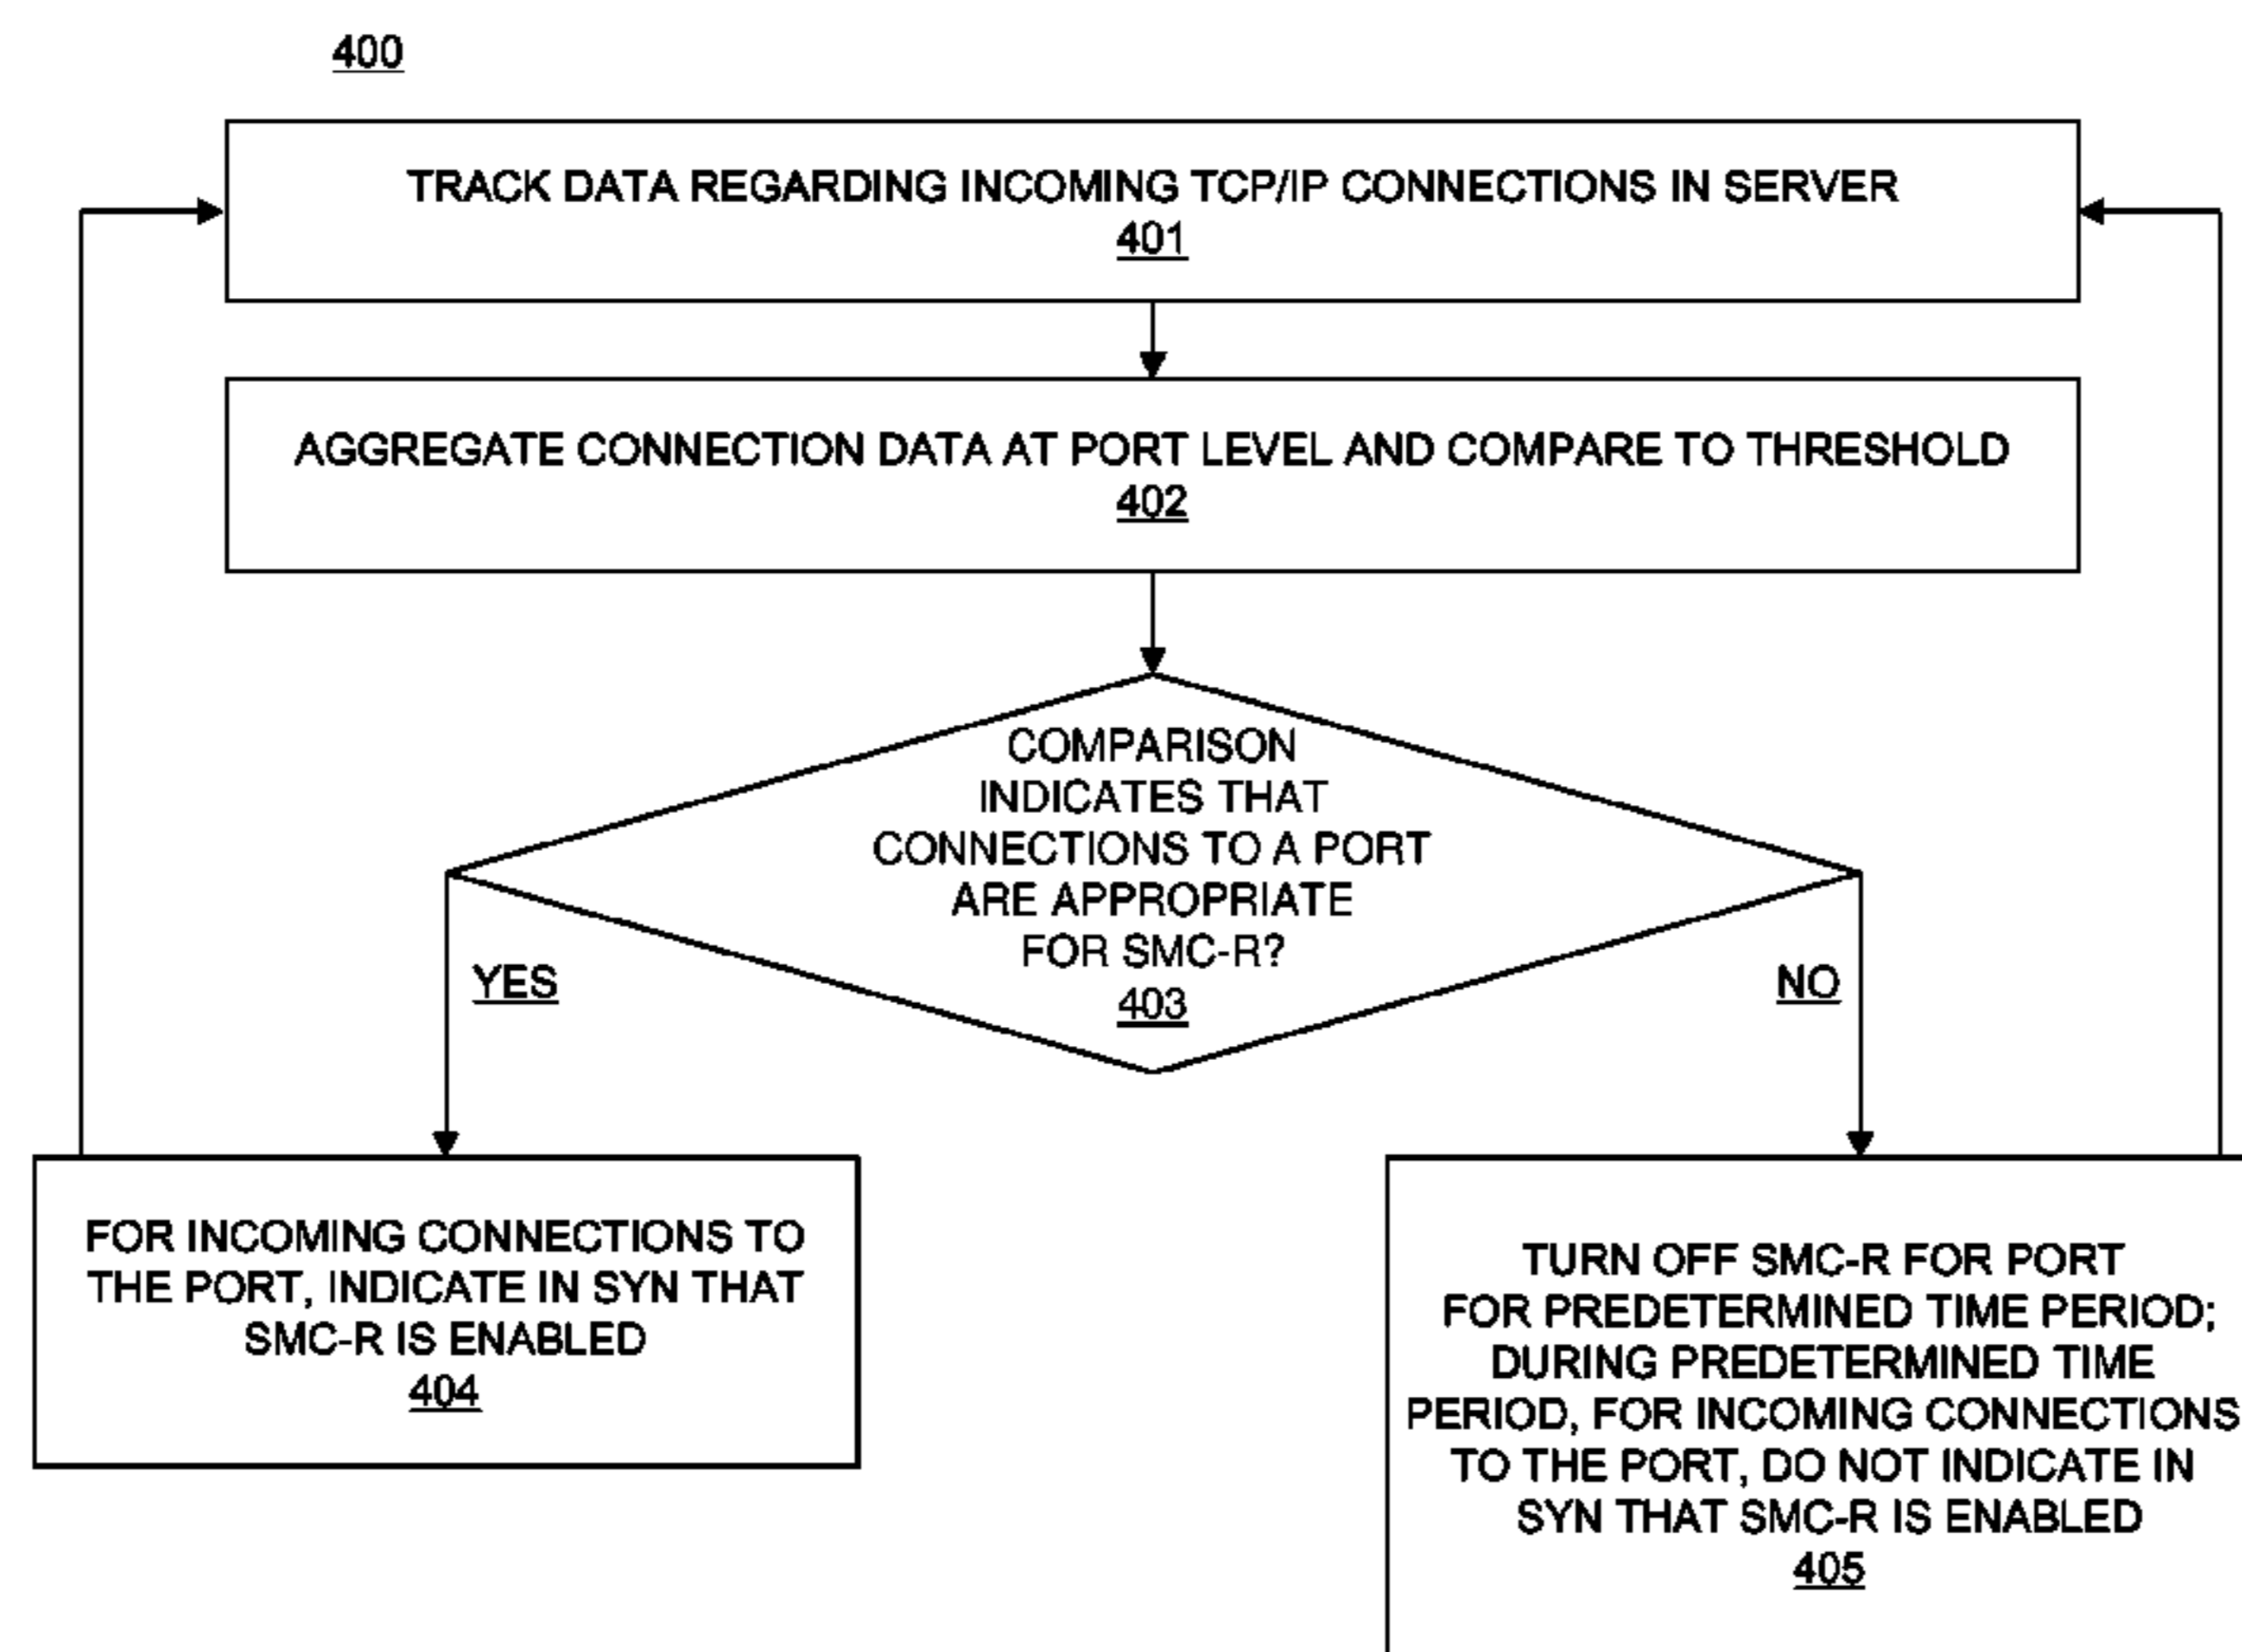 400
TRACK DATA REGARDING INCOMING TCP/IP CONNECTIONS IN SERVER
401
AGGREGATE CONNECTION DATA AT PORT LEVEL AND COMPARE TO THRESHOLD
402
COMPARISON
INDICATES THAT
CONNECTIONS TO A PORT
ARE APPROPRIATE
FOR SMC-R?
403
YES
NO
FOR INCOMING CONNECTIONS TO
THE PORT, INDICATE IN SYN THAT
SMC-R IS ENABLED
404
TURN OFF SMC-R FOR PORT
FOR PREDETERMINED TIME PERIOD;
DURING PREDETERMINED TIME
PERIOD, FOR INCOMING CONNECTIONS
TO THE PORT, DO NOT INDICATE IN
SYN THAT SMC-R IS ENABLED
405